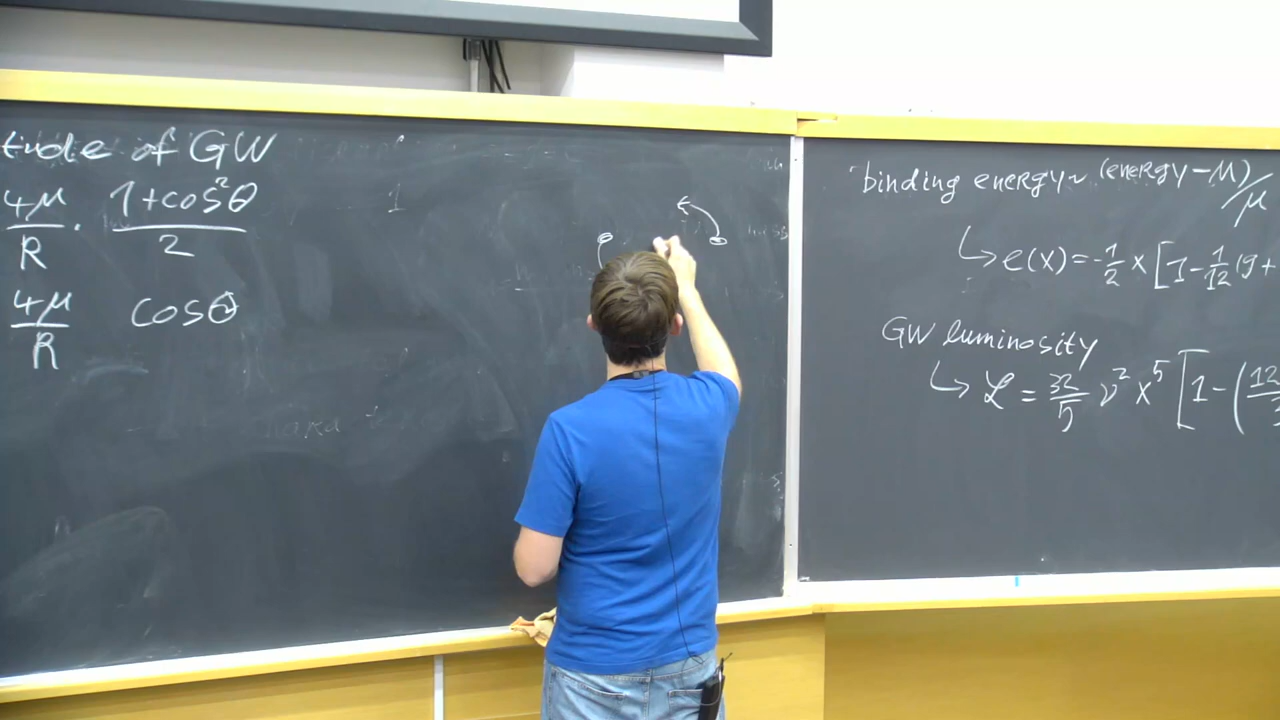 tude of GW
4μ/R · (1+cos²θ)/2
4μ/R cosθ
1
binding energy ~ (energy-M)/μ
↳ e(x) = -1/2 x [1 - 1/12 (9+
GW luminosity
↳ ℒ = 32/5 ν² x⁵ [1 - (12